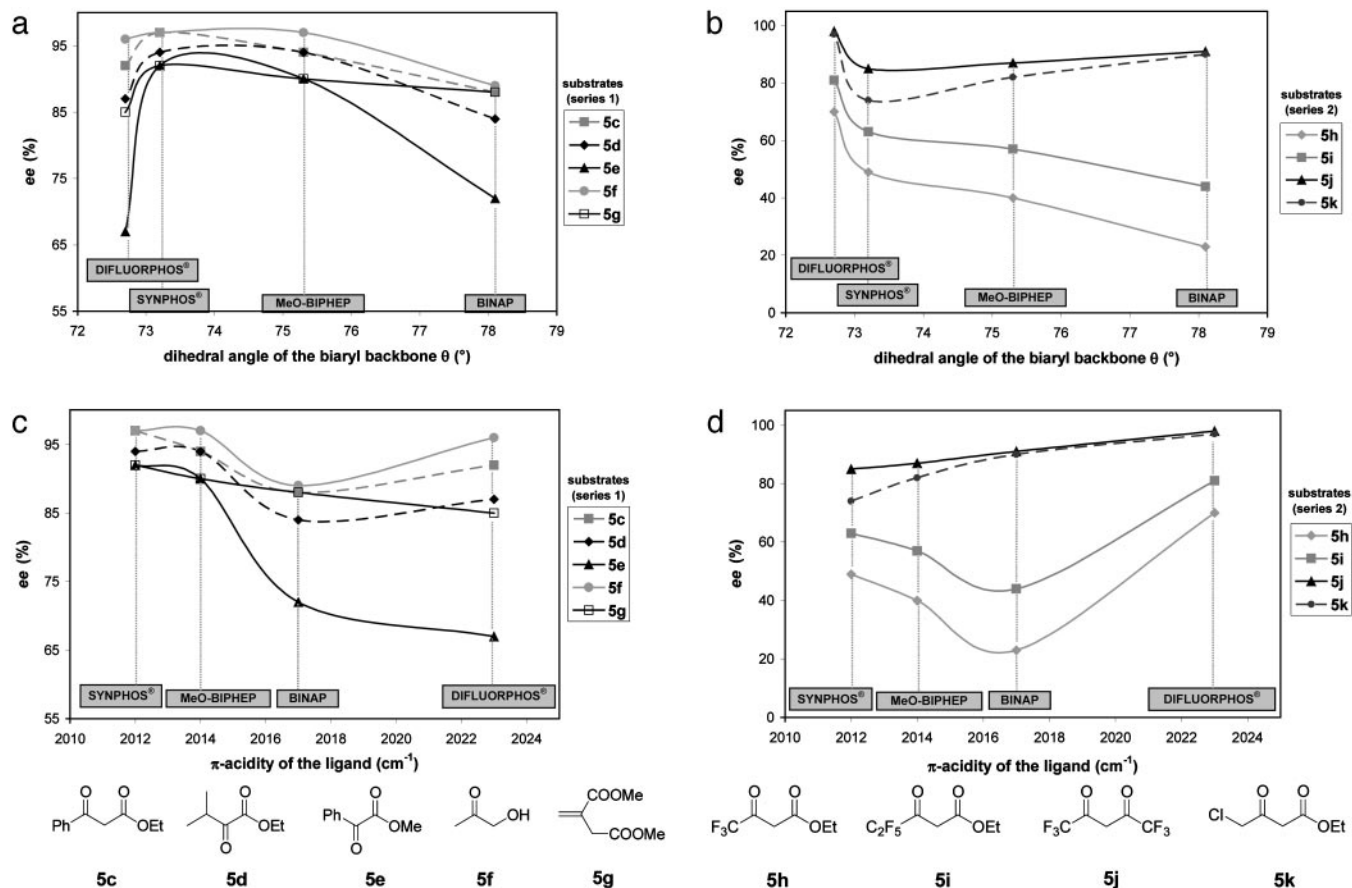 a
95
85
75
65
55
ee (%)
DIFLUORPHOS®
SYNPHOS®
MeO-BIPHEP
BINAP
72 73 74 75 76 77 78 79
dihedral angle of the biaryl backbone θ (°)
substrates
(series 1)
5c
5d
5e
5f
5g
b
100
80
60
40
20
0
ee (%)
DIFLUORPHOS®
SYNPHOS®
MeO-BIPHEP
BINAP
72 73 74 75 76 77 78 79
dihedral angle of the biaryl backbone θ (°)
substrates
(series 2)
5h
5i
5j
5k
c
95
85
75
65
55
ee (%)
SYNPHOS®
MeO-BIPHEP
BINAP
DIFLUORPHOS®
2010 2012 2014 2016 2018 2020 2022 2024
π-acidity of the ligand (cm⁻¹)
substrates
(series 1)
5c
5d
5e
5f
5g
d
100
80
60
40
20
0
ee (%)
SYNPHOS®
MeO-BIPHEP
BINAP
DIFLUORPHOS®
2010 2012 2014 2016 2018 2020 2022 2024
π-acidity of the ligand (cm⁻¹)
substrates
(series 2)
5h
5i
5j
5k
O O
Ph OEt
5c
O
OEt
O
5d
O
Ph
OMe
O
5e
O
OH
5f
COOMe
COOMe
5g
O O
F₃C OEt
5h
O O
C₂F₅ OEt
5i
O O
F₃C CF₃
5j
O O
Cl
OEt
5k